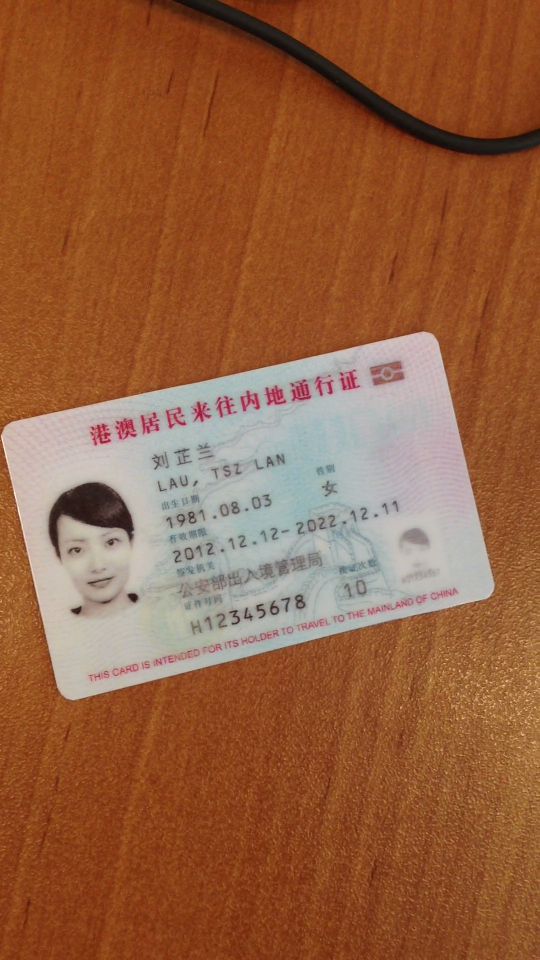 港澳居民来往内地通行证
刘芷兰
LAU, TSZ LAN
出生日期 性别
1981.08.03 女
有效期限
2012.12.12-2022.12.11
签发机关
公安部出入境管理局
证件号码 换证次数
H12345678 10
THIS CARD IS INTENDED FOR ITS HOLDER TO TRAVEL TO THE MAINLAND OF CHINA